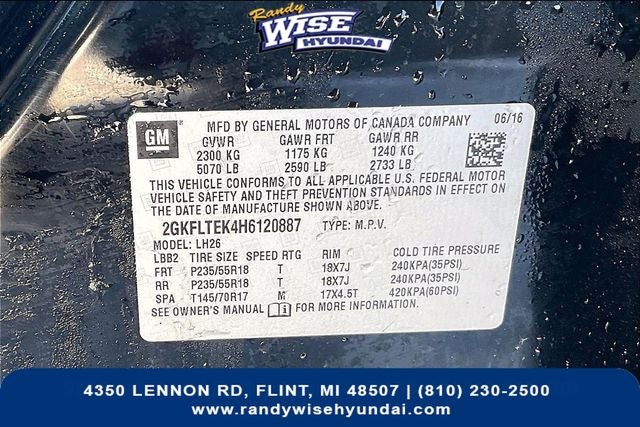 Randy
WISE
HYUNDAI
GM
MFD BY GENERAL MOTORS OF CANADA COMPANY 06/16
GVWR GAWR FRT GAWR RR
2300 KG 1175 KG 1240 KG
5070 LB 2590 LB 2733 LB
THIS VEHICLE CONFORMS TO ALL APPLICABLE U.S. FEDERAL MOTOR
VEHICLE SAFETY AND THEFT PREVENTION STANDARDS IN EFFECT ON
THE DATE OF MANUFACTURE SHOWN ABOVE.
2GKFLTEK4H6120887 TYPE: M.P.V.
MODEL: LH26
LBB2 TIRE SIZE SPEED RTG RIM COLD TIRE PRESSURE
FRT P235/55R18 T 18X7J 240KPA(35PSI)
RR P235/55R18 T 18X7J 240KPA(35PSI)
SPA T145/70R17 M 17X4.5T 420KPA(60PSI)
SEE OWNER'S MANUAL FOR MORE INFORMATION.
4350 LENNON RD, FLINT, MI 48507 | (810) 230-2500
www.randywisehyundai.com